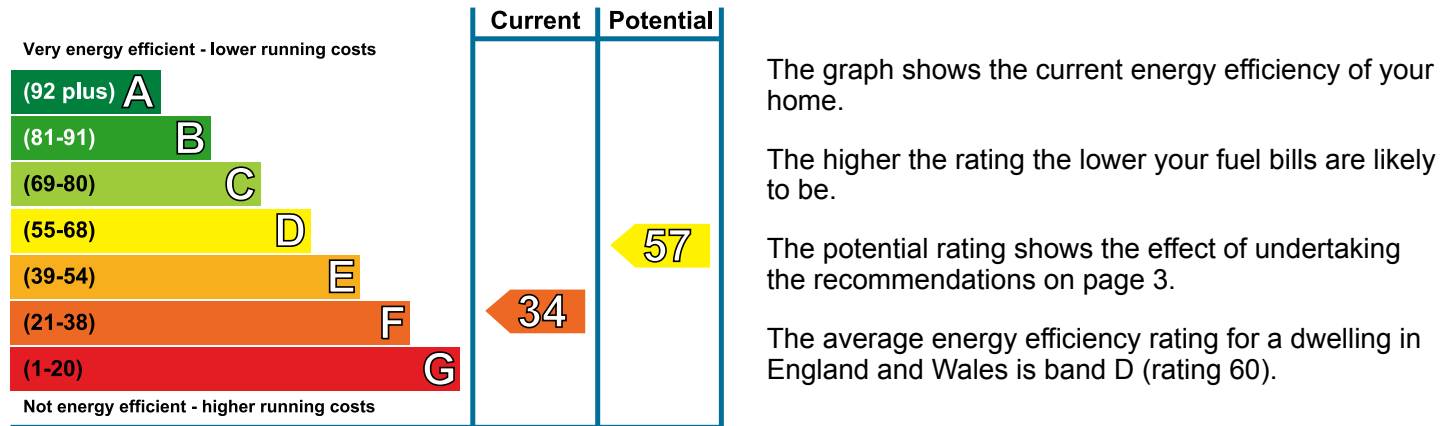 Current Potential
Very energy efficient - lower running costs
(92 plus) A
(81-91) B
(69-80) C
(55-68) D
(39-54) E
(21-38) F
(1-20) G
Not energy efficient - higher running costs
57
34
The graph shows the current energy efficiency of your
home.
The higher the rating the lower your fuel bills are likely
to be.
The potential rating shows the effect of undertaking
the recommendations on page 3.
The average energy efficiency rating for a dwelling in
England and Wales is band D (rating 60).